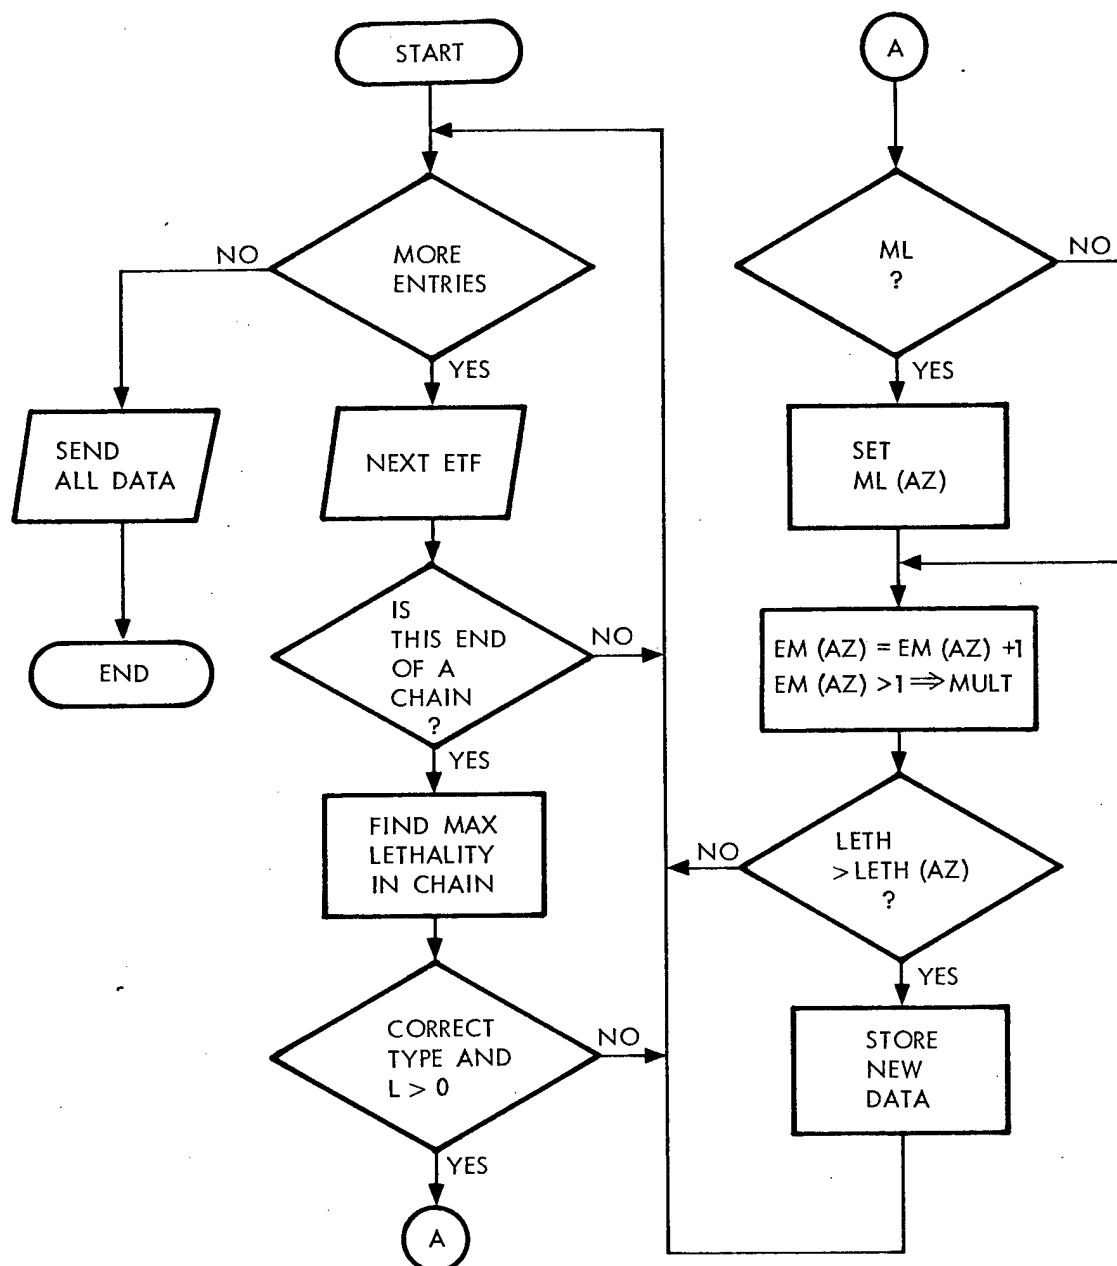 START
MORE
ENTRIES
NO
YES
SEND
ALL DATA
END
NEXT ETF
IS
THIS END
OF A
CHAIN
?
NO
YES
FIND MAX
LETHALITY
IN CHAIN
CORRECT
TYPE AND
L > 0
NO
YES
A
A
ML
?
NO
YES
SET
ML (AZ)
EM (AZ) = EM (AZ) +1
EM (AZ) >1 ⇒ MULT
LETH
>LETH (AZ)
?
NO
YES
STORE
NEW
DATA